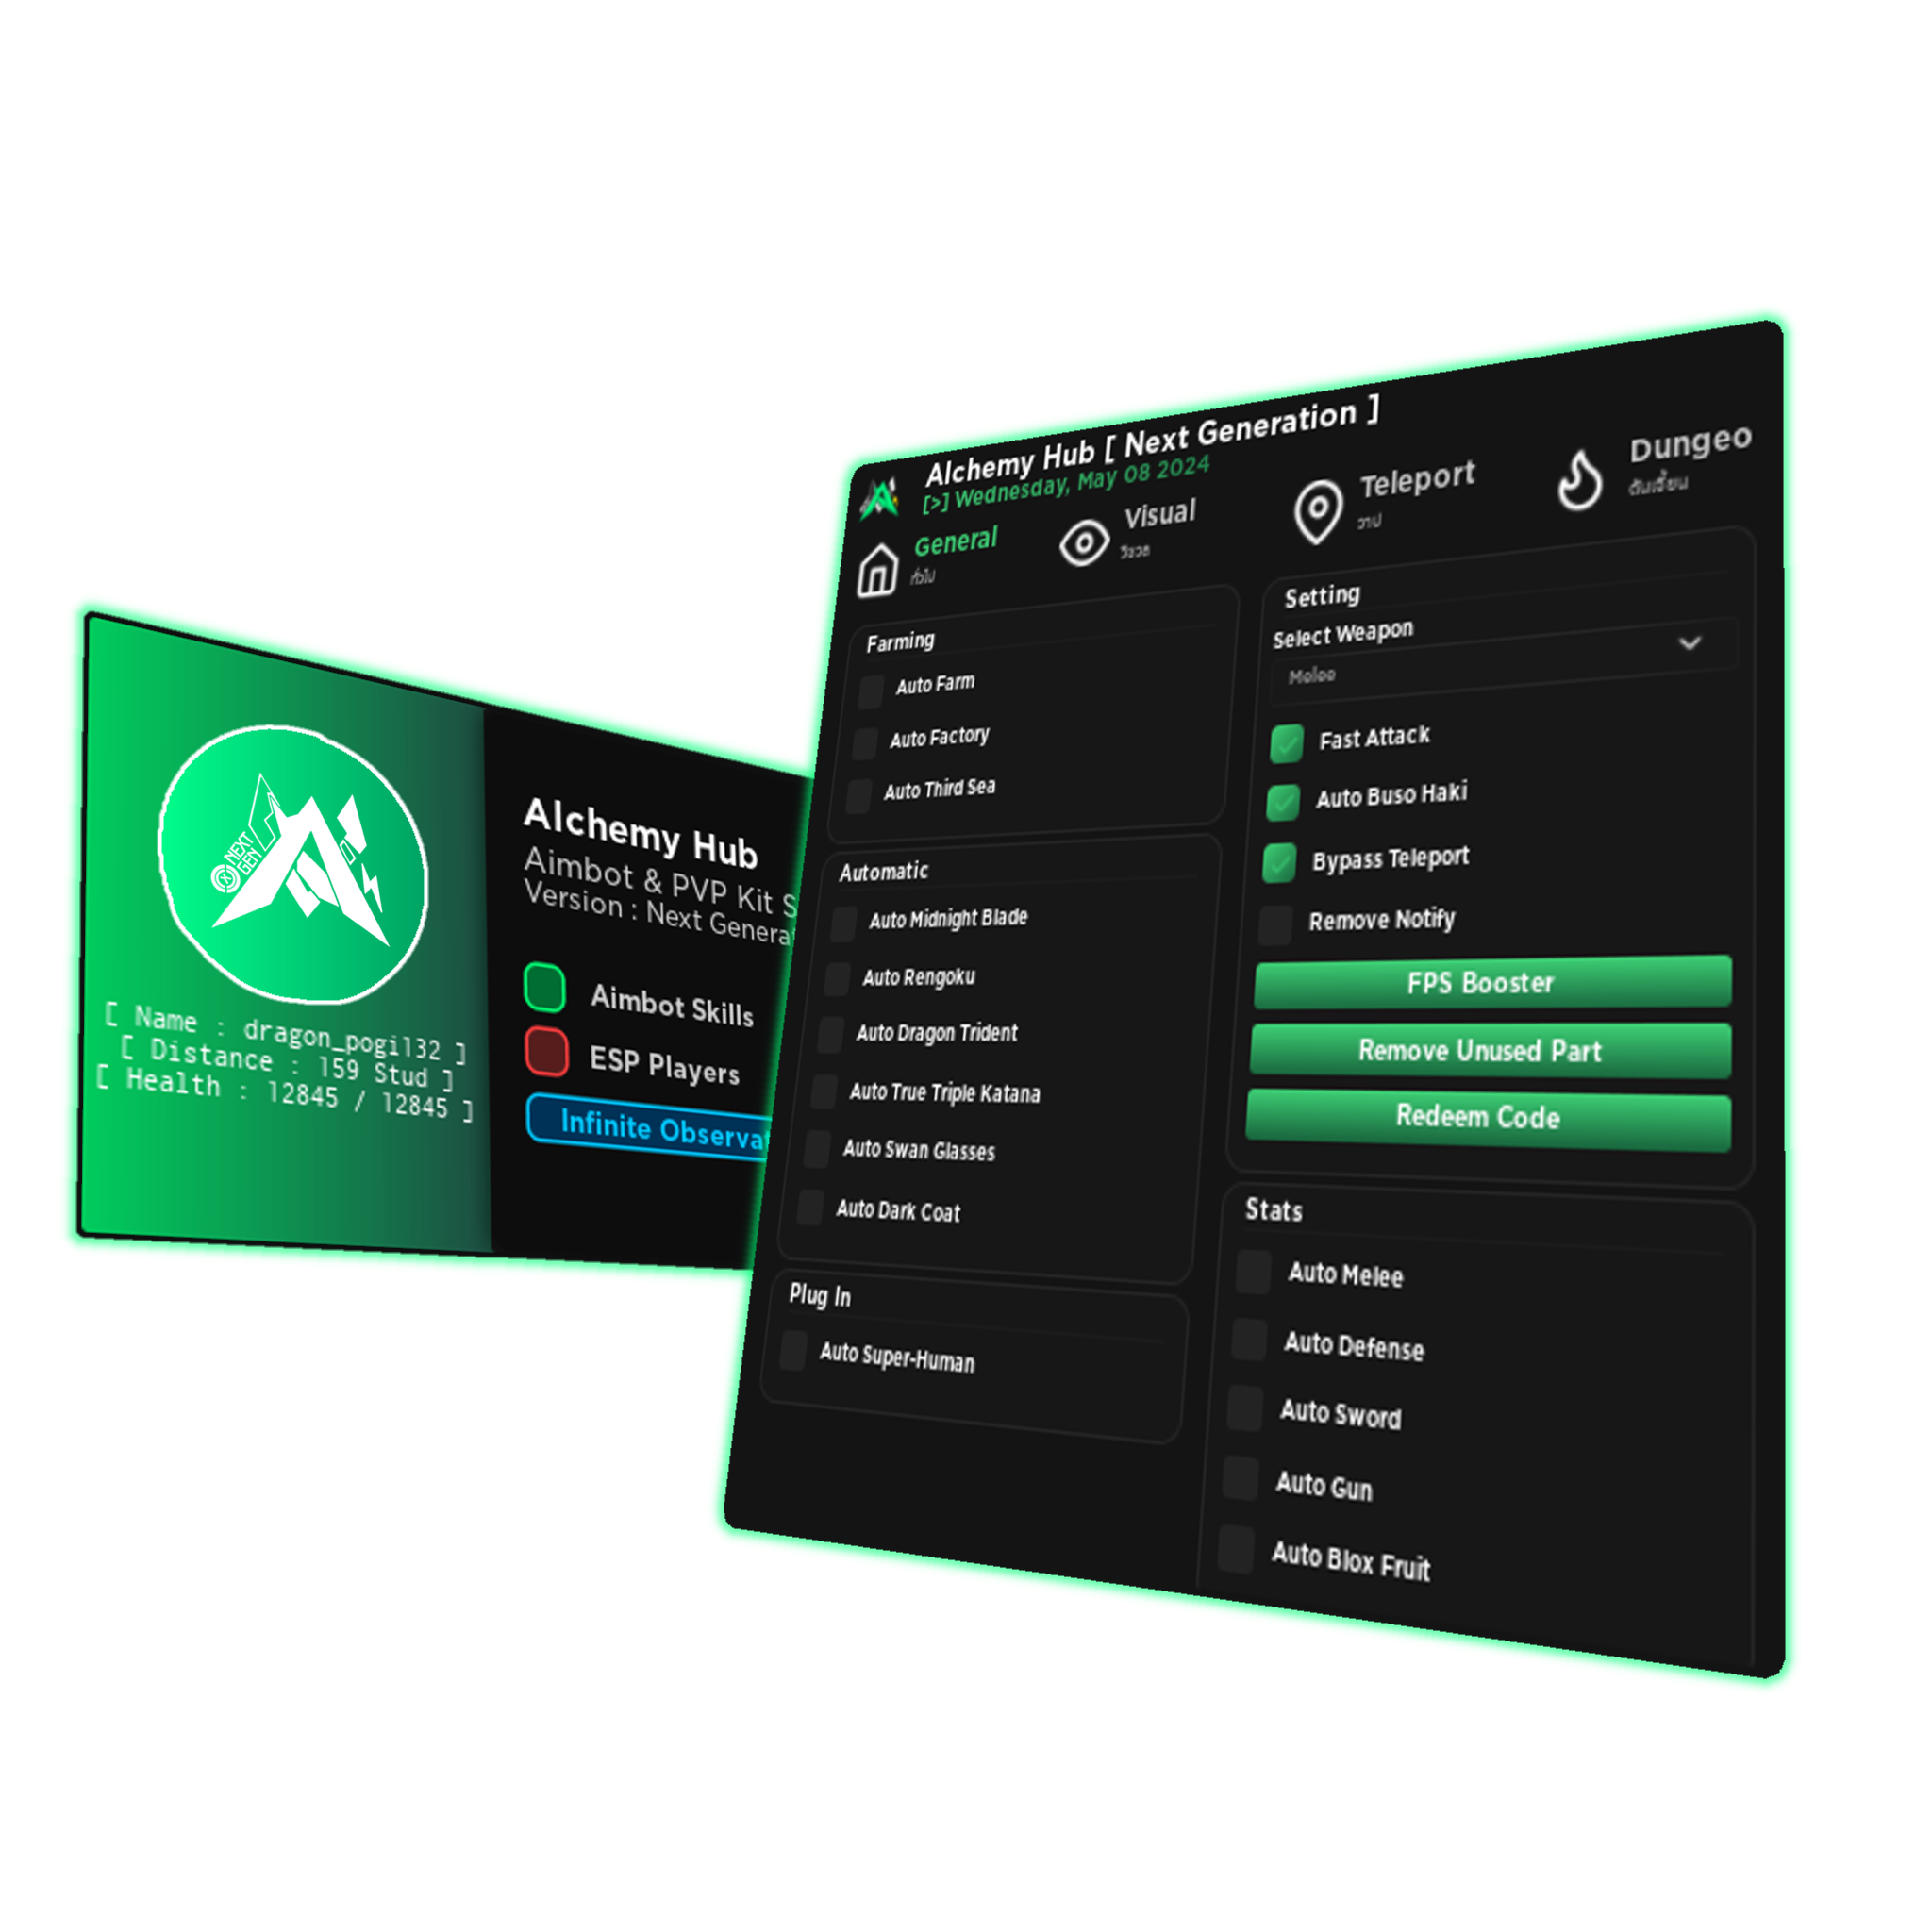 NEXT
GEN
[ Name : dragon_pogi132 ]
[ Distance : 159 Stud ]
[ Health : 12845 / 12845 ]
Alchemy Hub
Aimbot & PVP Kit S
Version : Next Genera
Aimbot Skills
ESP Players
Infinite Observa
Alchemy Hub [ Next Generation ]
[>] Wednesday, May 08 2024
General
ทั่วไป
Visual
วิชวล
Teleport
วาป
Dungeo
ดันเจี้ยน
Farming
Auto Farm
Auto Factory
Auto Third Sea
Automatic
Auto Midnight Blade
Auto Rengoku
Auto Dragon Trident
Auto True Triple Katana
Auto Swan Glasses
Auto Dark Coat
Plug In
Auto Super-Human
Setting
Select Weapon
Melee
Fast Attack
Auto Buso Haki
Bypass Teleport
Remove Notify
FPS Booster
Remove Unused Part
Redeem Code
Stats
Auto Melee
Auto Defense
Auto Sword
Auto Gun
Auto Blox Fruit